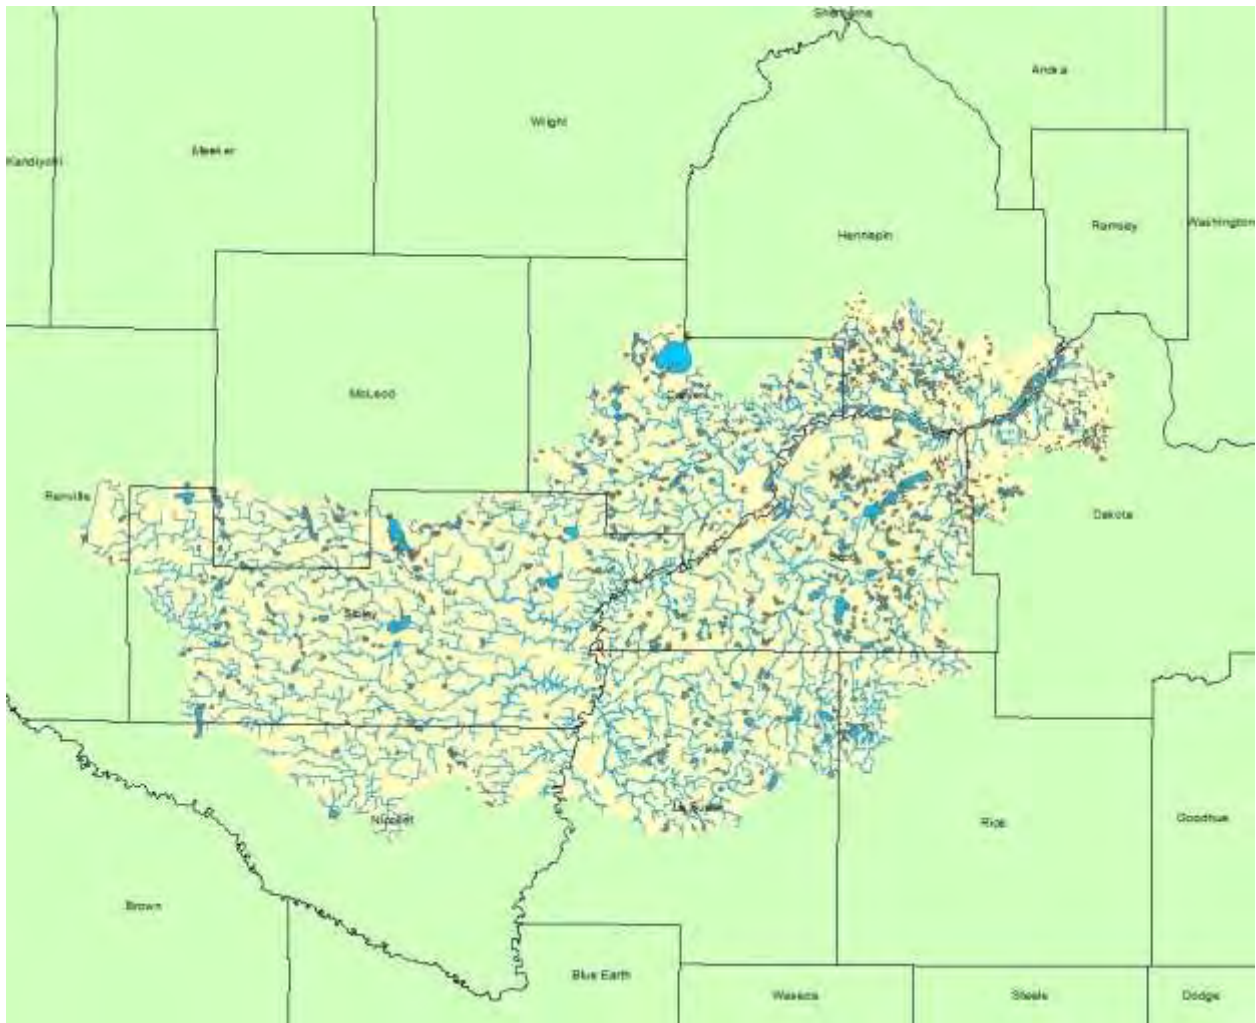 Sherburne
Anoka
Wright
Meeker
Kandiyohi
Ramsey
Washington
Hennepin
McLeod
Carver
Renville
Dakota
Sibley
Le Sueur
Nicollet
Rice
Goodhue
Brown
Blue Earth
Waseca
Steele
Dodge